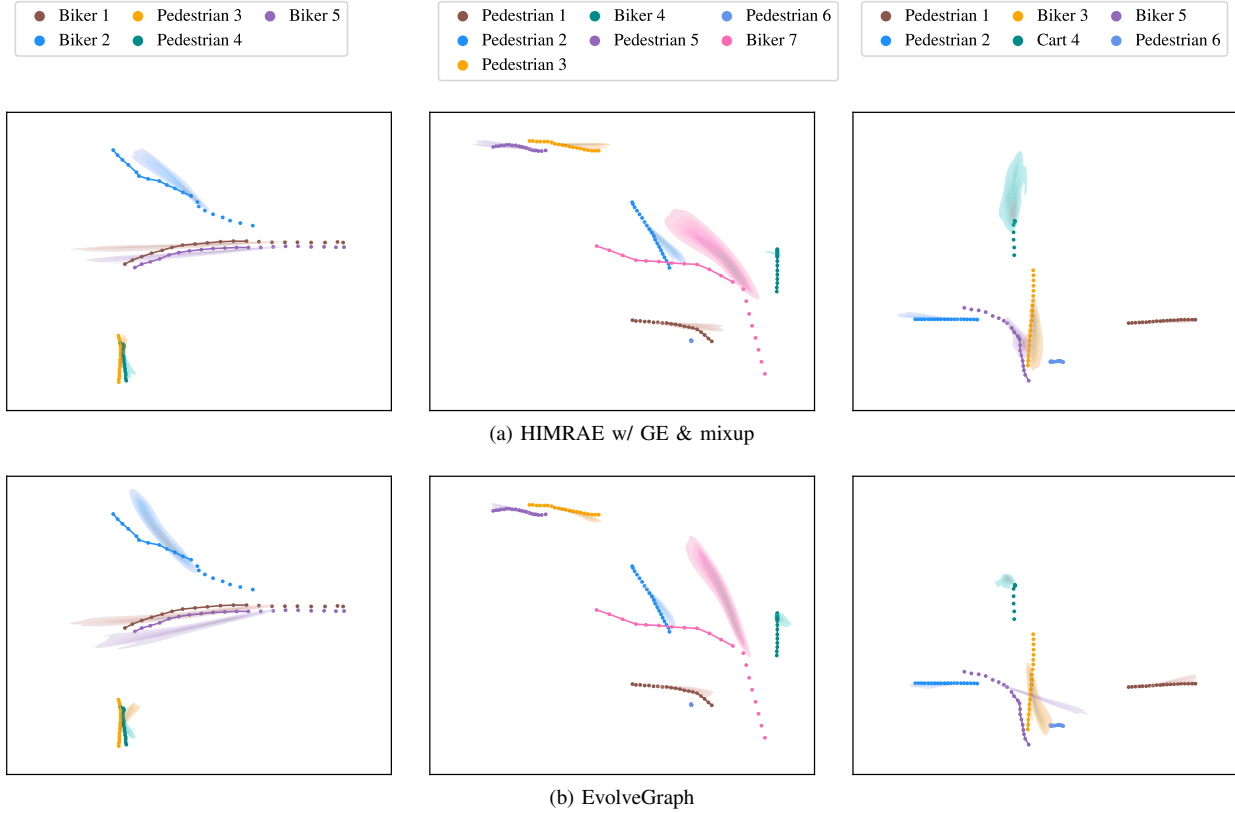 Biker 1 Pedestrian 3 Biker 5
Biker 2 Pedestrian 4
Pedestrian 1 Biker 4 Pedestrian 6
Pedestrian 2 Pedestrian 5 Biker 7
Pedestrian 3
Pedestrian 1 Biker 3 Biker 5
Pedestrian 2 Cart 4 Pedestrian 6
(a) HIMRAE w/ GE & mixup
(b) EvolveGraph